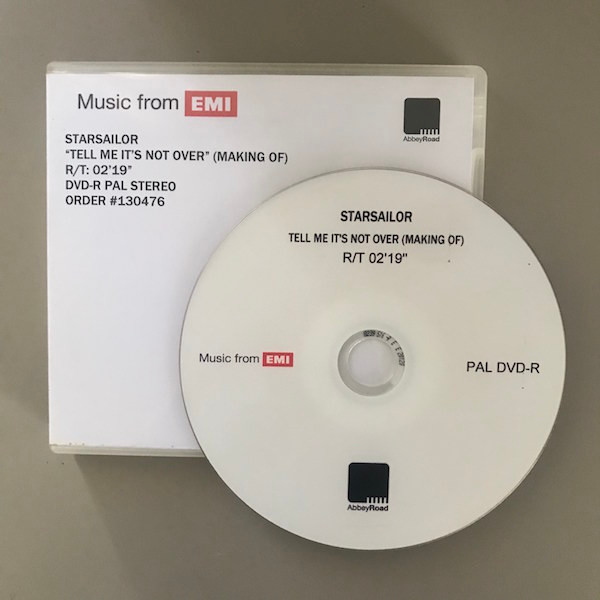 Music from EMI
AbbeyRoad
STARSAILOR
“TELL ME IT’S NOT OVER” (MAKING OF)
R/T: 02’19”
DVD-R PAL STEREO
ORDER #130476
STARSAILOR
TELL ME IT'S NOT OVER (MAKING OF)
R/T 02'19"
Music from EMI
PAL DVD-R
AbbeyRoad